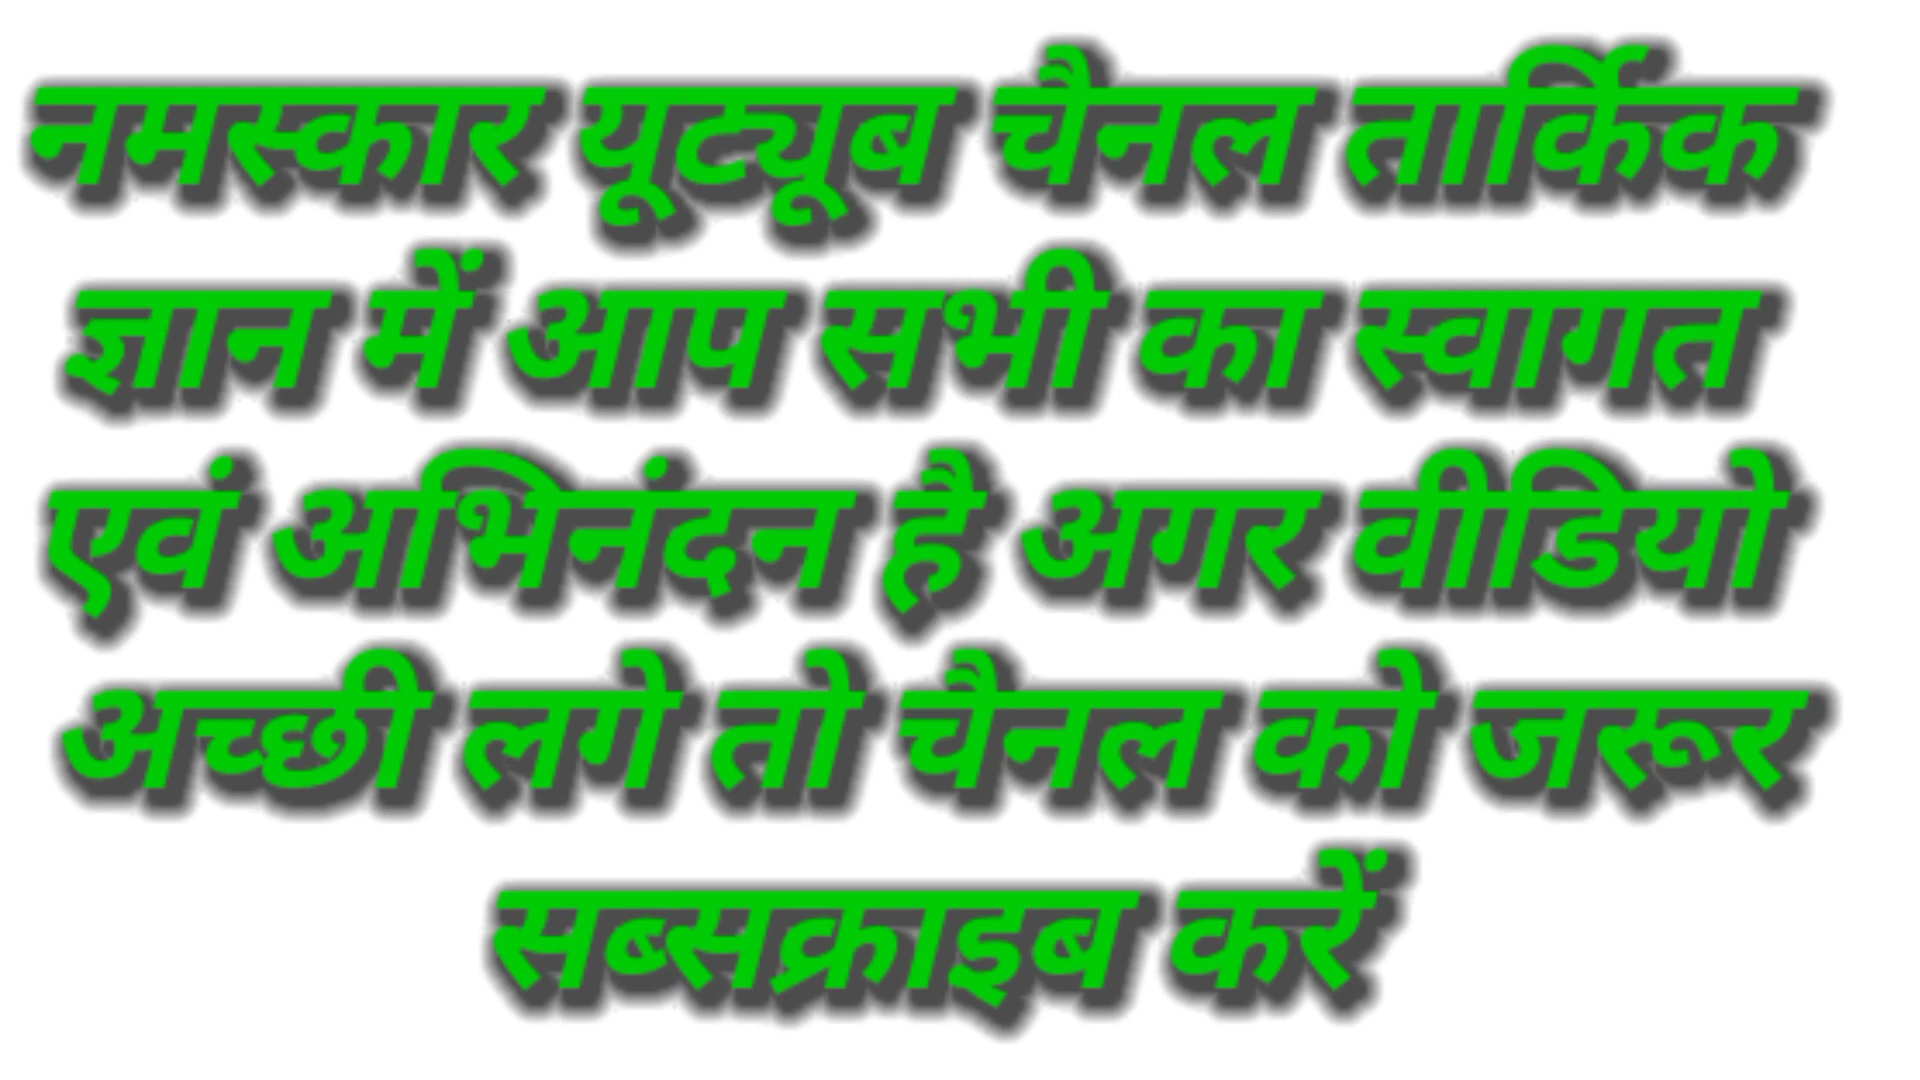 नमस्कार यूट्यूब चैनल तार्किक
ज्ञान में आप सभी का स्वागत
एवं अभिनंदन है अगर वीडियो
अच्छी लगे तो चैनल को जरूर
सब्सक्राइब करें